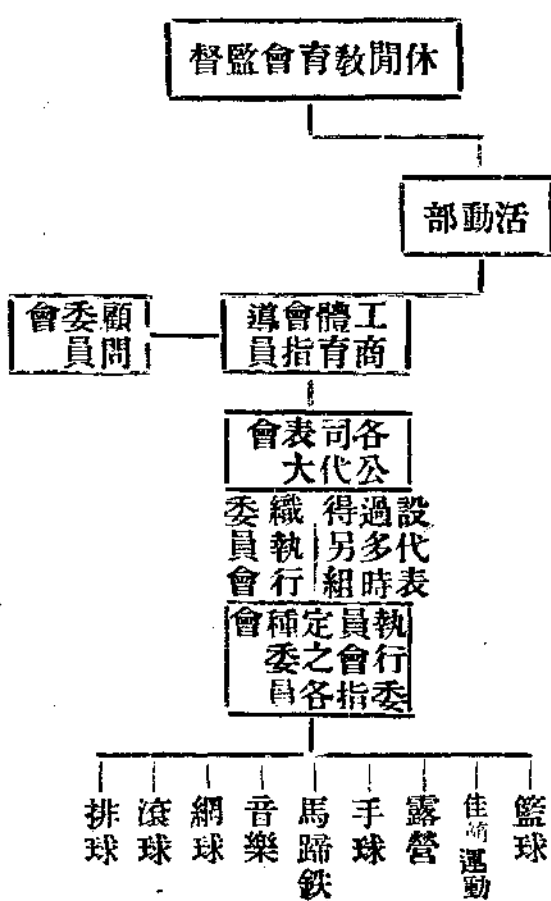 休閒教育會監督
活動部
工商
體育
會指
導員
顧問
委員
會
各公
司代
表大
會
設代表
過多時
得另組
織執行
委員會
執行委
員會指
定之各
種委員
會
籃球
運動
露營
手球
馬蹄鉄
音樂
網球
滾球
排球